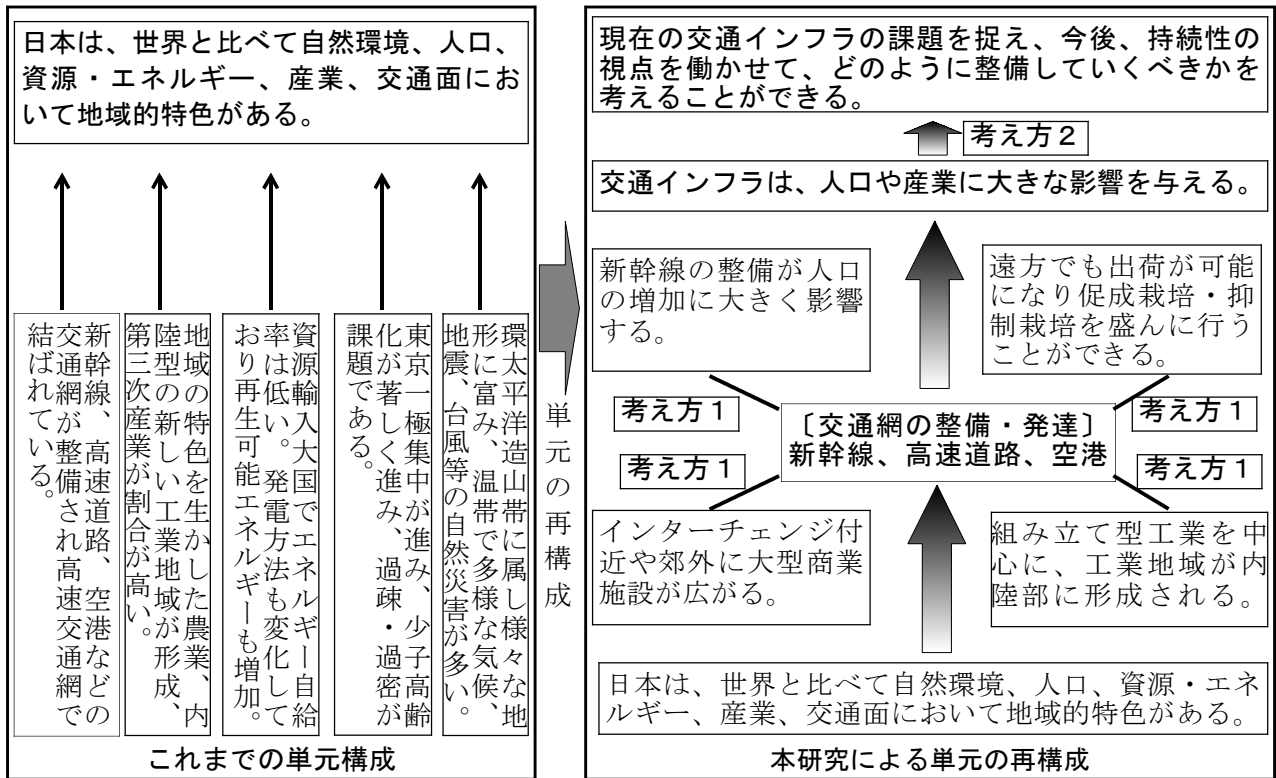 日本は、世界と比べて自然環境、人口、
資源・エネルギー、産業、交通面にお
いて地域的特色がある。
環太平洋造山帯に属し様々な地
形に富み、温帯で多様な気候、
地震、台風等の自然災害が多い。
東京一極集中が進み、少子高齢
化が著しく進み、過疎・過密が
課題である。
資源輸入大国でエネルギー自給
率は低い。発電方法も変化して
おり再生可能エネルギーも増加。
地域の特色を生かした農業、内
陸型の新しい工業地域が形成、
第三次産業が割合が高い。
新幹線、高速道路、空港などの
交通網が整備され高速交通網で
結ばれている。
これまでの単元構成
単元の再構成
現在の交通インフラの課題を捉え、今後、持続性の
視点を働かせて、どのように整備していくべきかを
考えることができる。
考え方2
交通インフラは、人口や産業に大きな影響を与える。
新幹線の整備が人口
の増加に大きく影響
する。
遠方でも出荷が可能
になり促成栽培・抑
制栽培を盛んに行う
ことができる。
考え方1
考え方1
〔交通網の整備・発達〕
新幹線、高速道路、空港
考え方1
考え方1
インターチェンジ付
近や郊外に大型商業
施設が広がる。
組み立て型工業を中
心に、工業地域が内
陸部に形成される。
日本は、世界と比べて自然環境、人口、資源・エネ
ルギー、産業、交通面において地域的特色がある。
本研究による単元の再構成